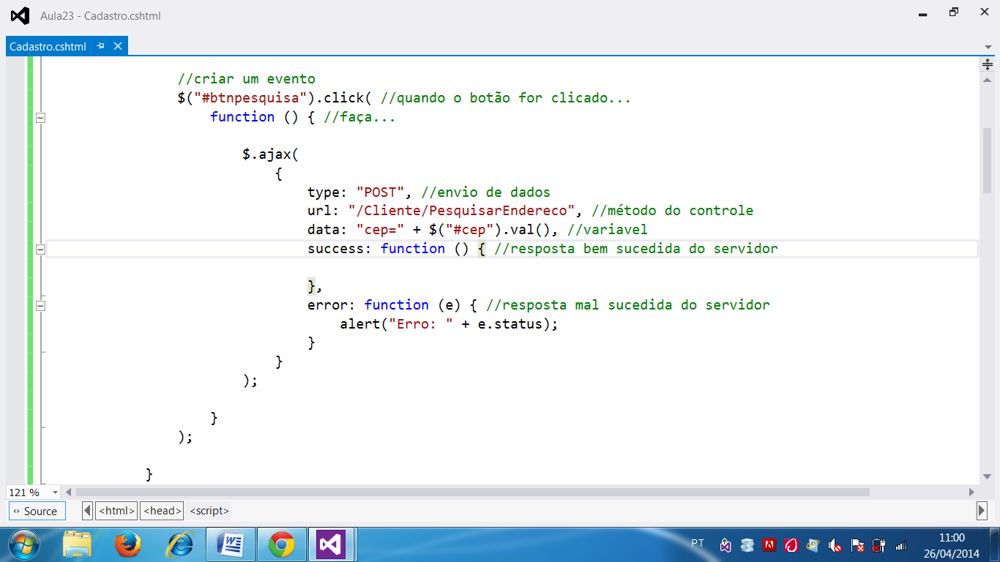 Aula23 - Cadastro.cshtml
Cadastro.cshtml
//criar um evento
$("#btnpesquisa").click( //quando o botão for clicado...
function () { //faça...
$.ajax(
{
type: "POST", //envio de dados
url: "/Cliente/PesquisarEndereco", //método do controle
data: "cep=" + $("#cep").val(), //variavel
success: function () { //resposta bem sucedida do servidor
},
error: function (e) { //resposta mal sucedida do servidor
alert("Erro: " + e.status);
}
}
);
}
);
}
121 %
Source
<html>
<head>
<script>
PT
11:00
26/04/2014